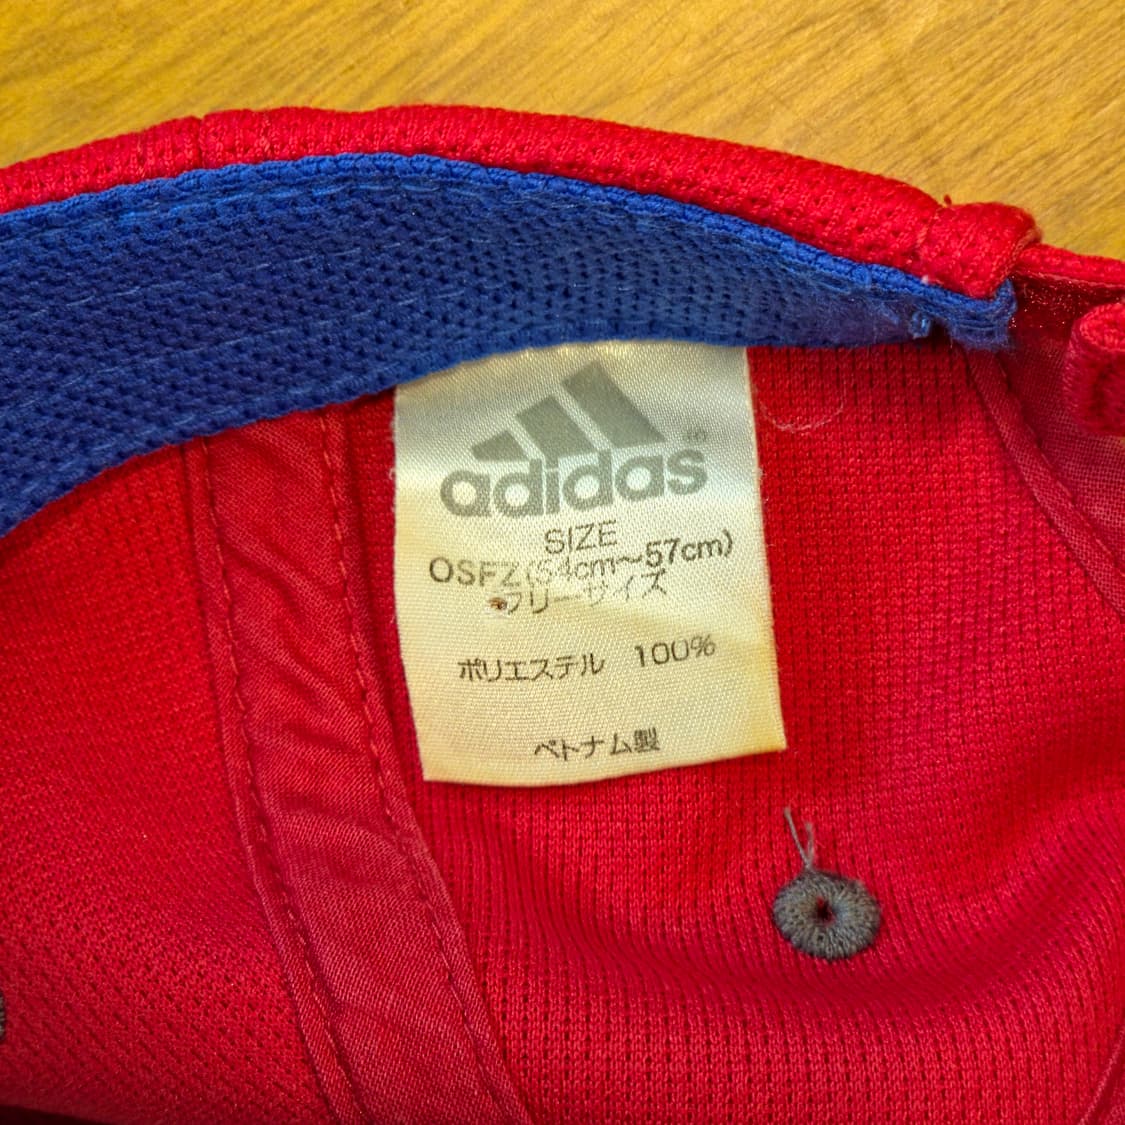 adidas
SIZE
OSFZ(54cm～57cm)
フリーサイズ
ポリエステル 100%
ベトナム製